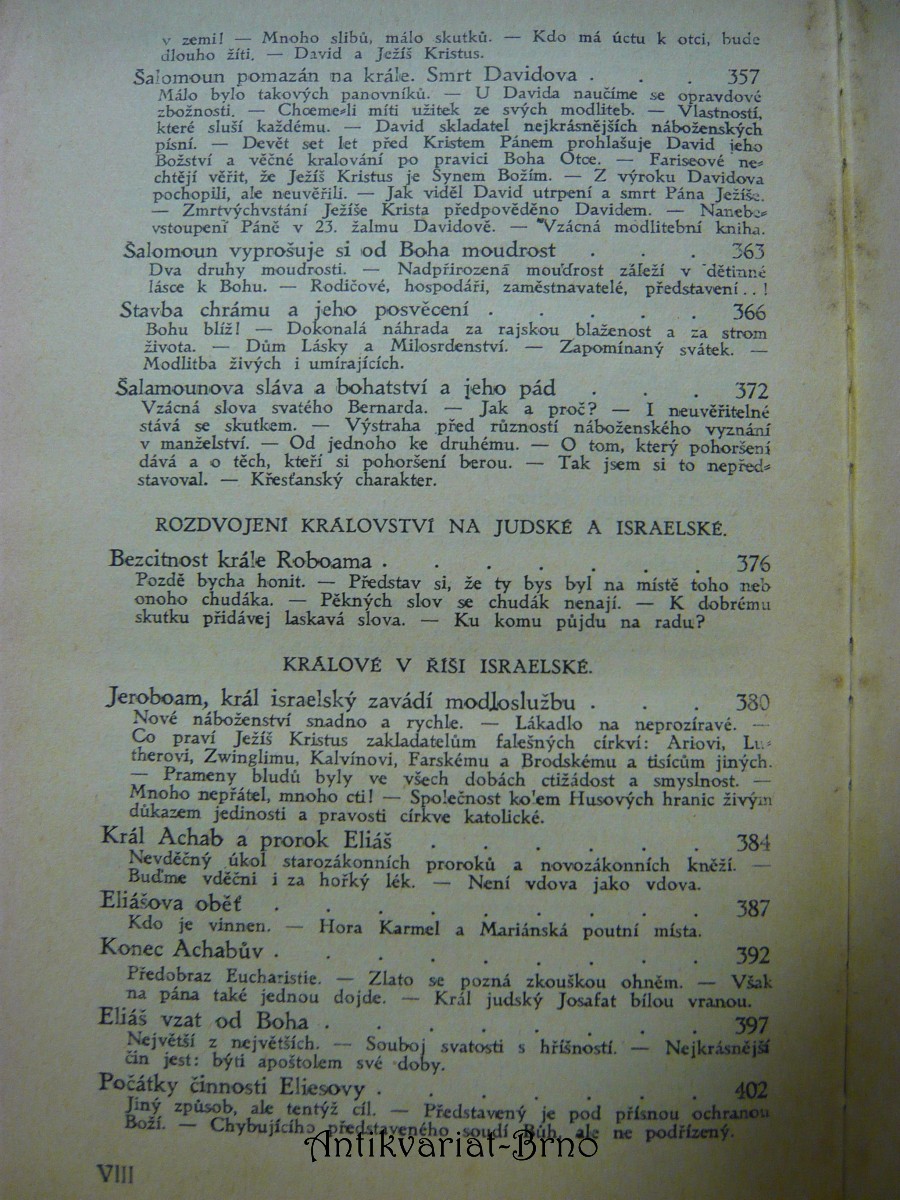 v zemi! — Mnoho slibů, málo skutků. — Kdo má úctu k otci, bude
dlouho žíti. — David a Ježíš Kristus.
Šalomoun pomazán na krále. Smrt Davidova . . . 357
Málo bylo takových panovníků. — U Davida naučíme se opravdové
zbožnosti. — Chceme-li míti užitek ze svých modliteb. — Vlastností,
které sluší každému. — David skladatel nejkrásnějších náboženských
písní. — Devět set let před Kristem Pánem prohlašuje David jeho
Božství a věčné kralování po pravici Boha Otce. — Fariseové ne-
chtějí věřit, že Ježíš Kristus je Synem Božím. — Z výroku Davidova
pochopili, ale neuvěřili. — Jak viděl David utrpení a smrt Pána Ježíše.
— Zmrtvýchvstání Ježíše Krista předpověděno Davidem. — Nanebe-
vstoupení Páně v 23. žalmu Davidově. — Vzácná modlitební kniha.
Šalomoun vyprošuje si od Boha moudrost . . . 363
Dva druhy moudrosti. — Nadpřirozená moudrost záleží v dětinné
lásce k Bohu. — Rodičové, hospodáři, zaměstnavatelé, představení . . !
Stavba chrámu a jeho posvěcení . . . . . 366
Bohu blíž! — Dokonalá náhrada za rajskou blaženost a za strom
života. — Dům Lásky a Milosrdenství. — Zapomínaný svátek. —
Modlitba živých i umírajících.
Šalamounova sláva a bohatství a jeho pád . . . 372
Vzácná slova svatého Bernarda. — Jak a proč? — I neuvěřitelné
stává se skutkem. — Výstraha před různosti náboženského vyznání
v manželství. — Od jednoho ke druhému. — O tom, který pohoršení
dává a o těch, kteří si pohoršení berou. — Tak jsem si to nepřed-
stavoval. — Křesťanský charakter.
ROZDVOJENÍ KRÁLOVSTVÍ NA JUDSKÉ A ISRAELSKÉ.
Bezcitnost krále Roboama . . . . . . 376
Pozdě bycha honit. — Představ si, že ty bys byl na místě toho neb
onoho chudáka. — Pěkných slov se chudák nenají. — K dobrému
skutku přidávej laskavá slova. — Ku komu půjdu na radu?
KRÁLOVÉ V ŘÍŠI ISRAELSKÉ.
Jeroboam, král israelský zavádí modloslužbu . . . 380
Nové náboženství snadno a rychle. — Lákadlo na neprozíravé. —
Co praví Ježíš Kristus zakladatelům falešných církví: Ariovi, Lu-
therovi, Zwinglimu, Kalvínovi, Farskému a Brodskému a tisícům jiných.
— Prameny bludů byly ve všech dobách ctižádost a smyslnost. —
Mnoho nepřátel, mnoho cti! — Společnost kolem Husových hranic živým
důkazem jedinosti a pravosti církve katolické.
Král Achab a prorok Eliáš . . . . . . 384
Nevděčný úkol starozákonních proroků a novozákonních kněží. —
Buďme vděčni i za hořký lék. — Není vdova jako vdova.
Eliášova oběť . . . . . . . . 387
Kdo je vinnen. — Hora Karmel a Mariánská poutní místa.
Konec Achabův . . . . . . . . 392
Předobraz Eucharistie. — Zlato se pozná zkouškou ohněm. — Však
na pána také jednou dojde. — Král judský Josafat bílou vranou.
Eliáš vzat od Boha . . . . . . . 397
Největší z největších. — Souboj svatosti s hříšností. — Nejkrásnější
čin jest: býti apoštolem své doby.
Počátky činnosti Eliesovy . . . . . . 402
Jiný způsob, ale tentýž cíl. — Představený je pod přísnou ochranou
Boží. — Chybujícího představeného soudí Bůh, ale ne podřízený.
Antikvariat-Brno
VIII